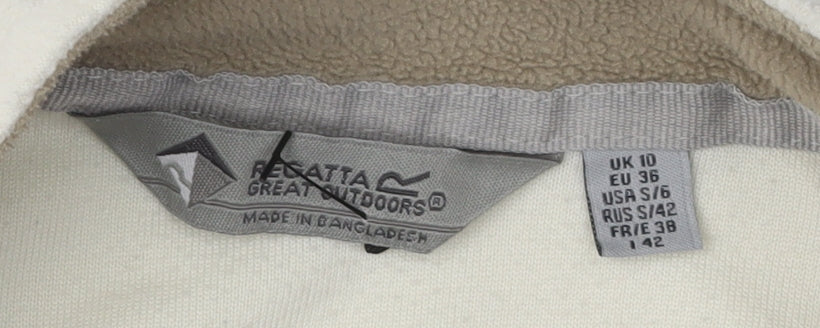 REGATTA
GREAT OUTDOORS®
MADE IN BANGLADESH
R
UK 10
EU 36
USA S/6
RUS S/42
FR/E 38
I 42